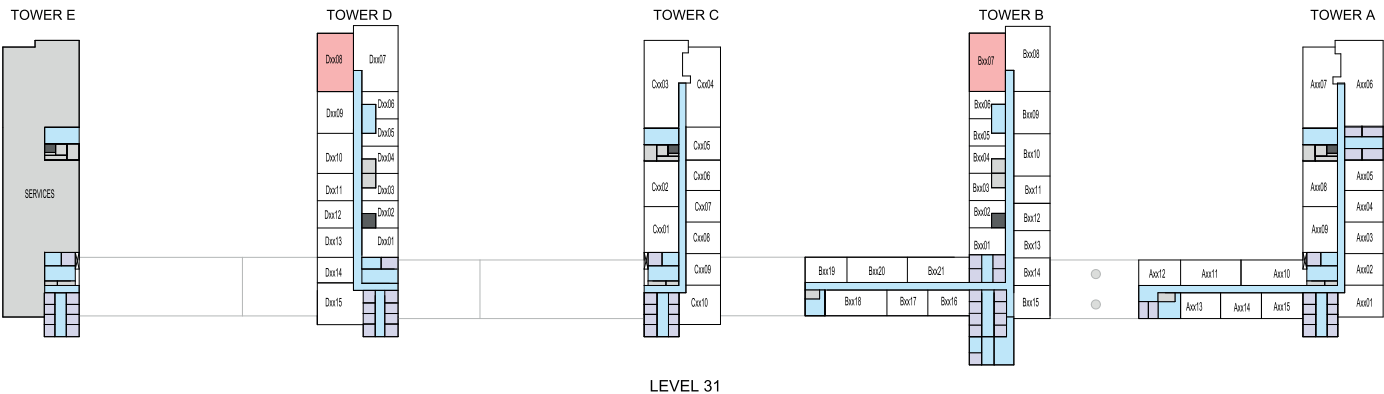 TOWER E
TOWER D
TOWER C
TOWER B
TOWER A
SERVICES
Dxx08
Dxx07
Dxx09
Dxx06
Dxx05
Dxx10
Dxx04
Dxx11
Dxx03
Dxx12
Dxx02
Dxx13
Dxx01
Dxx14
Dxx15
Cxx03
Cxx04
Cxx05
Cxx02
Cxx06
Cxx07
Cxx01
Cxx08
Cxx09
Cxx10
Bxx07
Bxx08
Bxx06
Bxx09
Bxx05
Bxx04
Bxx10
Bxx03
Bxx11
Bxx02
Bxx12
Bxx01
Bxx13
Bxx19
Bxx20
Bxx21
Bxx14
Bxx18
Bxx17
Bxx16
Bxx15
Axx07
Axx06
Axx08
Axx05
Axx04
Axx09
Axx03
Axx12
Axx11
Axx10
Axx02
Axx13
Axx14
Axx15
Axx01
LEVEL 31